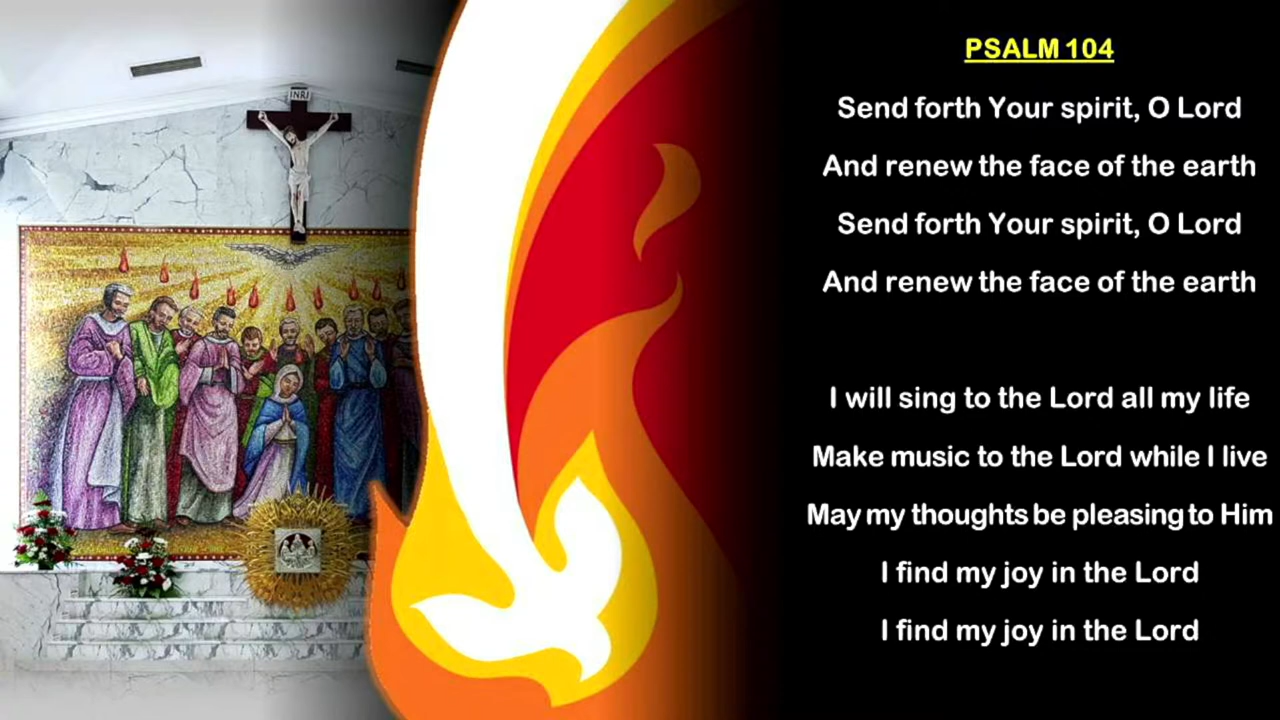 INRI
PSALM 104
Send forth Your spirit, O Lord
And renew the face of the earth
Send forth Your spirit, O Lord
And renew the face of the earth
I will sing to the Lord all my life
Make music to the Lord while I live
May my thoughts be pleasing to Him
I find my joy in the Lord
I find my joy in the Lord